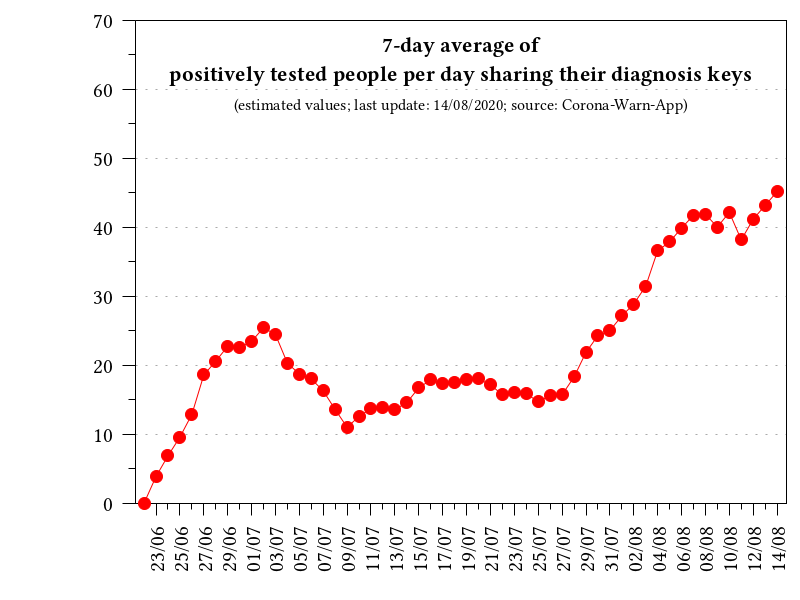 7-day average of
positively tested people per day sharing their diagnosis keys
(estimated values; last update: 14/08/2020; source: Corona-Warn-App)
70
60
50
40
30
20
10
0
23/06 25/06 27/06 29/06 01/07 03/07 05/07 07/07 09/07 11/07 13/07 15/07 17/07 19/07 21/07 23/07 25/07 27/07 29/07 31/07 02/08 04/08 06/08 08/08 10/08 12/08 14/08